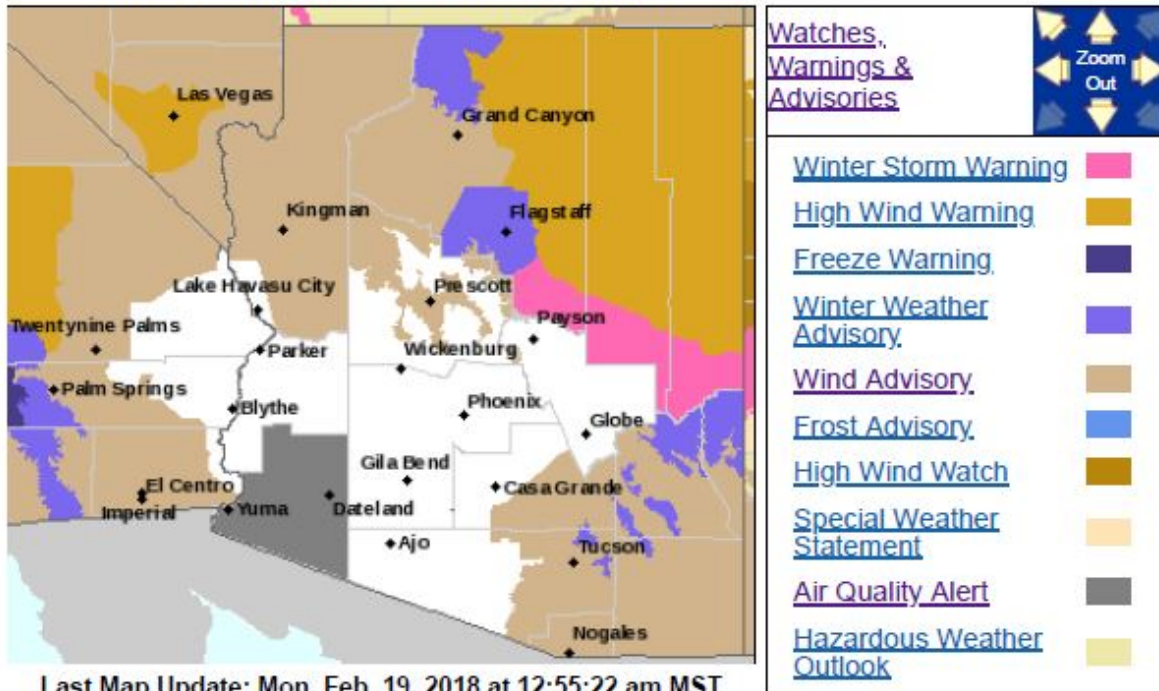 Las Vegas
Grand Canyon
Kingman
Flagstaff
Lake Havasu City
Prescott
Twentynine Palms
Payson
Parker
Wickenburg
Palm Springs
Blythe
Phoenix
Globe
Gila Bend
El Centro
Casa Grande
Imperial
Yuma
Dateland
Ajo
Tucson
Nogales
Last Map Update: Mon, Feb. 19, 2018 at 12:55:22 am MST
Watches,
Warnings &
Advisories
Zoom
Out
Winter Storm Warning
High Wind Warning
Freeze Warning
Winter Weather
Advisory
Wind Advisory
Frost Advisory
High Wind Watch
Special Weather
Statement
Air Quality Alert
Hazardous Weather
Outlook